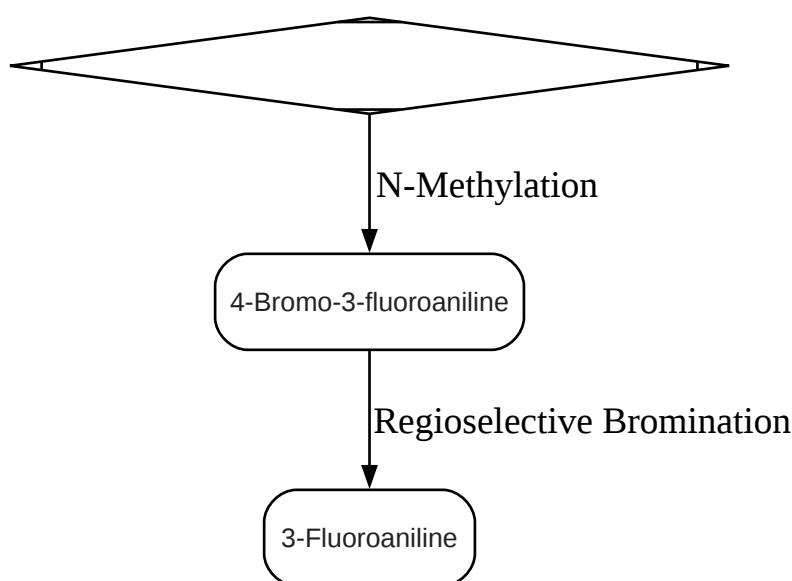 N-Methylation
4-Bromo-3-fluoroaniline
Regioselective Bromination
3-Fluoroaniline